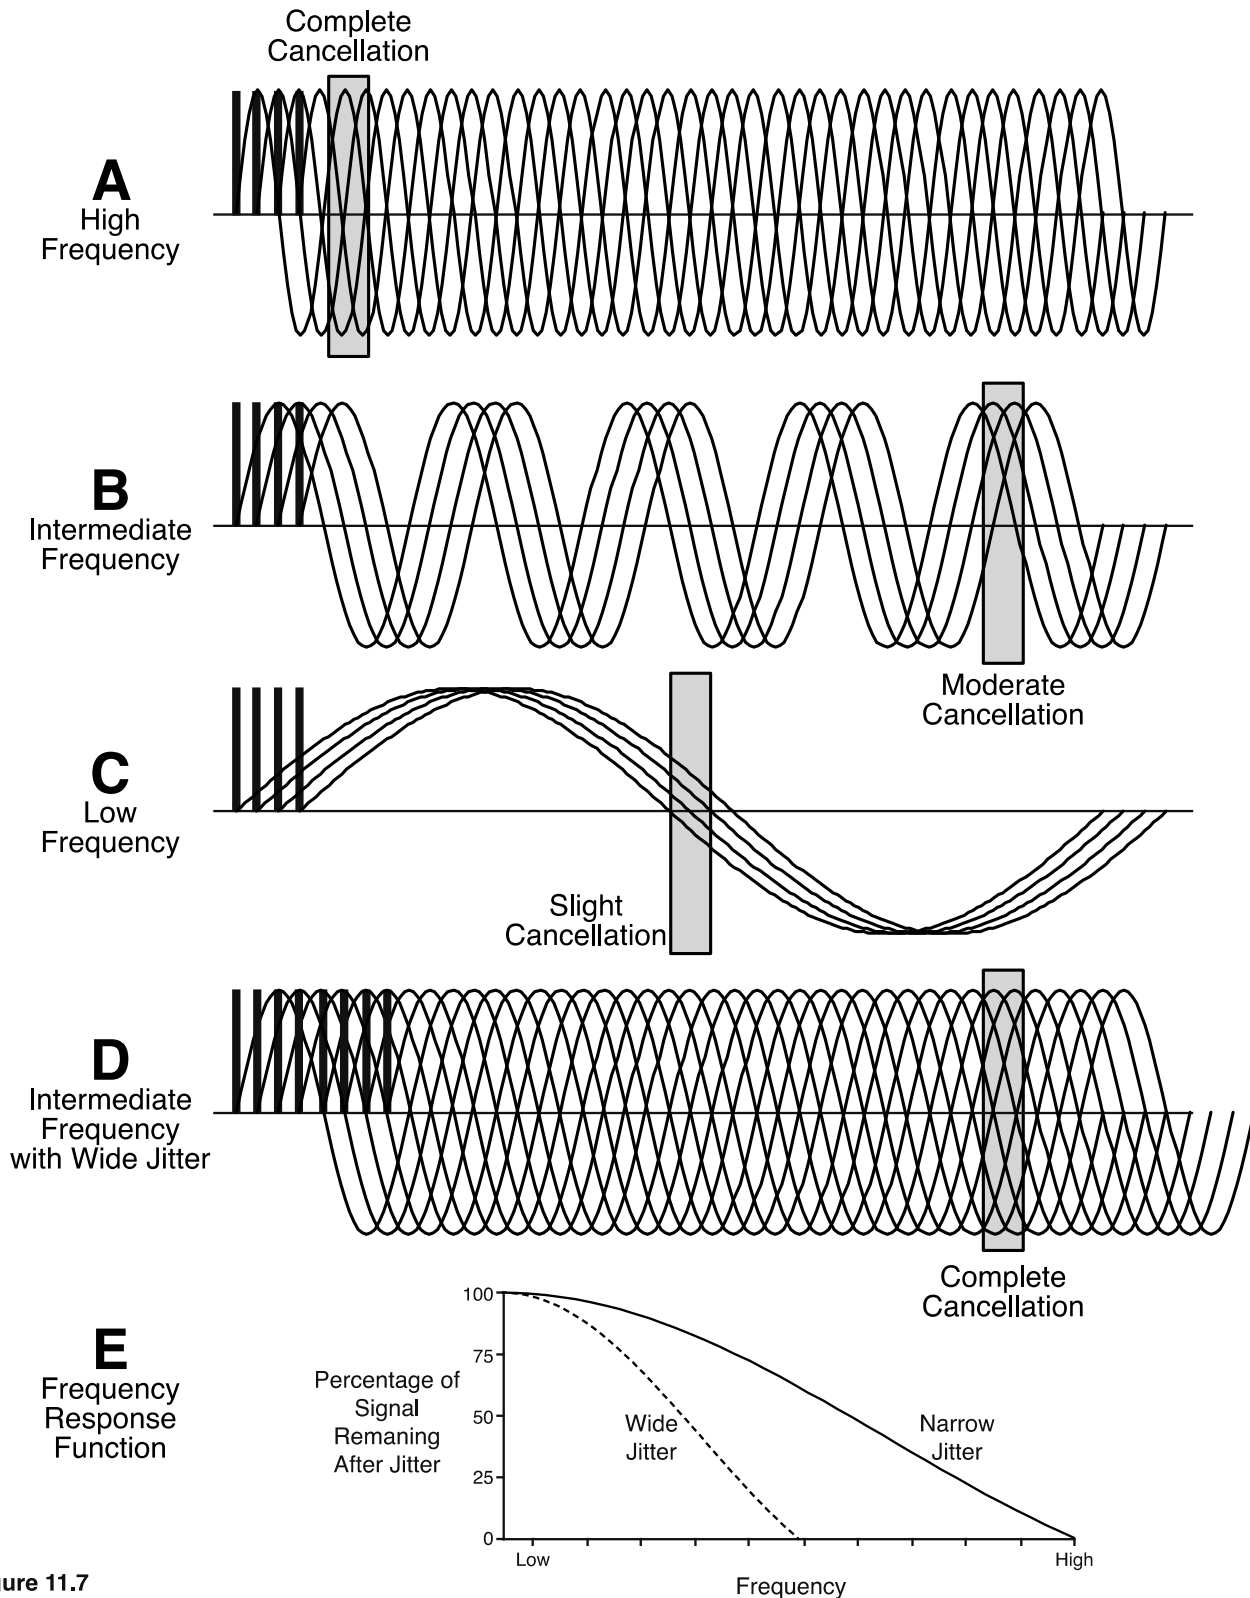 Complete
Cancellation
A
High
Frequency
B
Intermediate
Frequency
Moderate
Cancellation
C
Low
Frequency
Slight
Cancellation
D
Intermediate
Frequency
with Wide Jitter
Complete
Cancellation
E
Frequency
Response
Function
Percentage of
Signal
Remaning
After Jitter
100
75
50
25
0
Wide
Jitter
Narrow
Jitter
Low
High
Frequency
gure 11.7